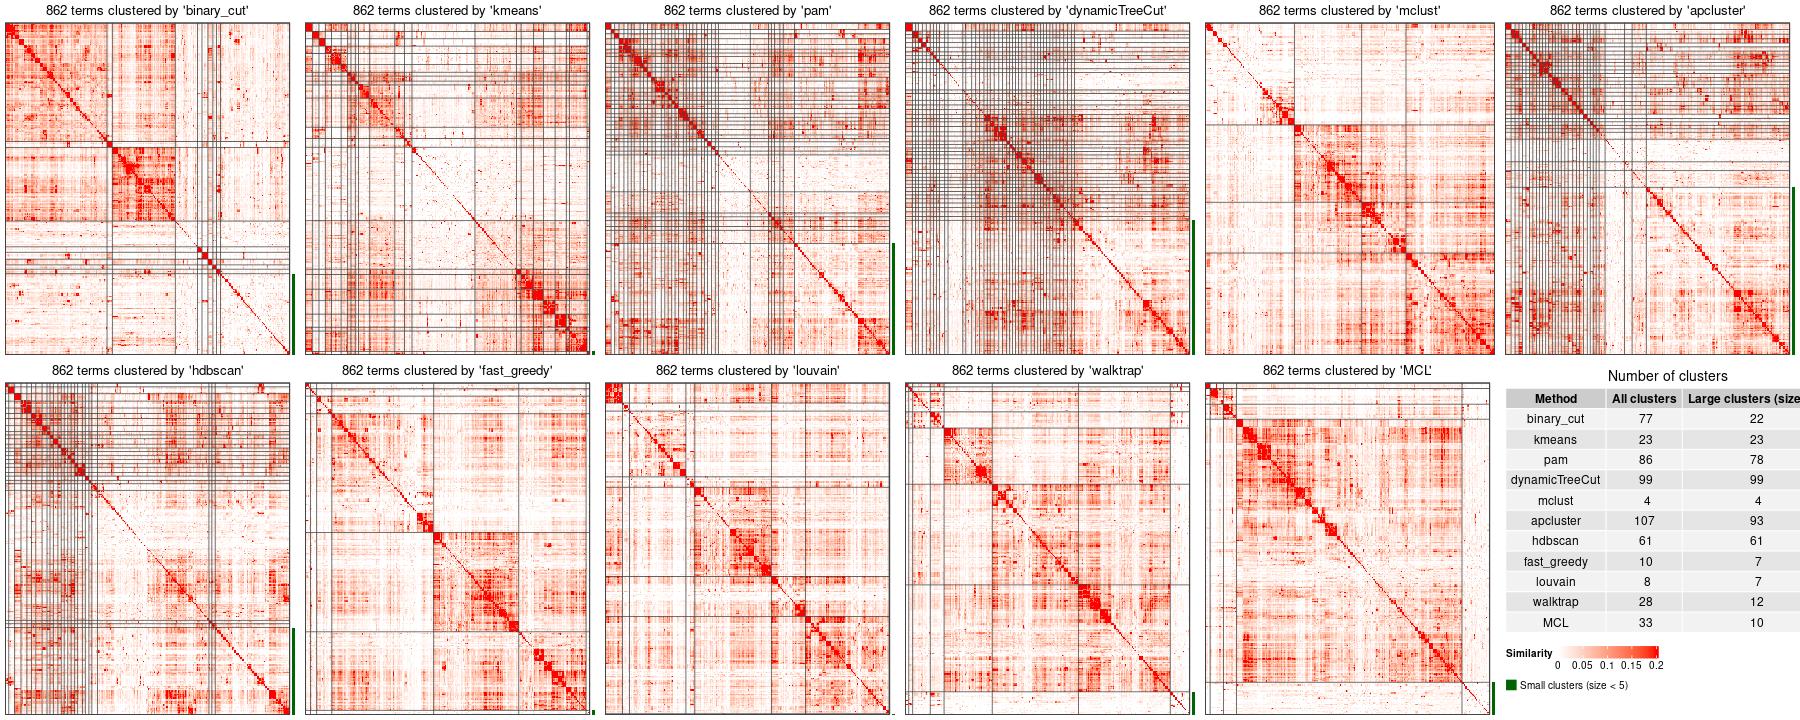 862 terms clustered by 'binary_cut'
862 terms clustered by 'kmeans'
862 terms clustered by 'pam'
862 terms clustered by 'dynamicTreeCut'
862 terms clustered by 'mclust'
862 terms clustered by 'apcluster'
862 terms clustered by 'hdbscan'
862 terms clustered by 'fast_greedy'
862 terms clustered by 'louvain'
862 terms clustered by 'walktrap'
862 terms clustered by 'MCL'
Number of clusters
Method All clusters Large clusters (size
binary_cut 77 22
kmeans 23 23
pam 86 78
dynamicTreeCut 99 99
mclust 4 4
apcluster 107 93
hdbscan 61 61
fast_greedy 10 7
louvain 8 7
walktrap 28 12
MCL 33 10
Similarity
0 0.05 0.1 0.15 0.2
Small clusters (size < 5)